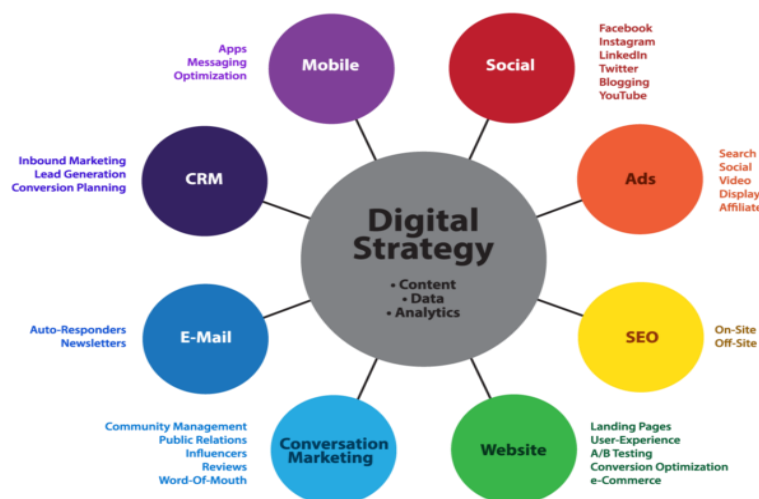 Apps
Messaging
Optimization
Mobile
Social
Facebook
Instagram
LinkedIn
Twitter
Blogging
YouTube
Inbound Marketing
Lead Generation
Conversion Planning
CRM
Ads
Search
Social
Video
Display
Affiliate
Digital
Strategy
• Content
• Data
• Analytics
Auto-Responders
Newsletters
E-Mail
SEO
On-Site
Off-Site
Community Management
Public Relations
Influencers
Reviews
Word-Of-Mouth
Conversation
Marketing
Website
Landing Pages
User-Experience
A/B Testing
Conversion Optimization
e-Commerce